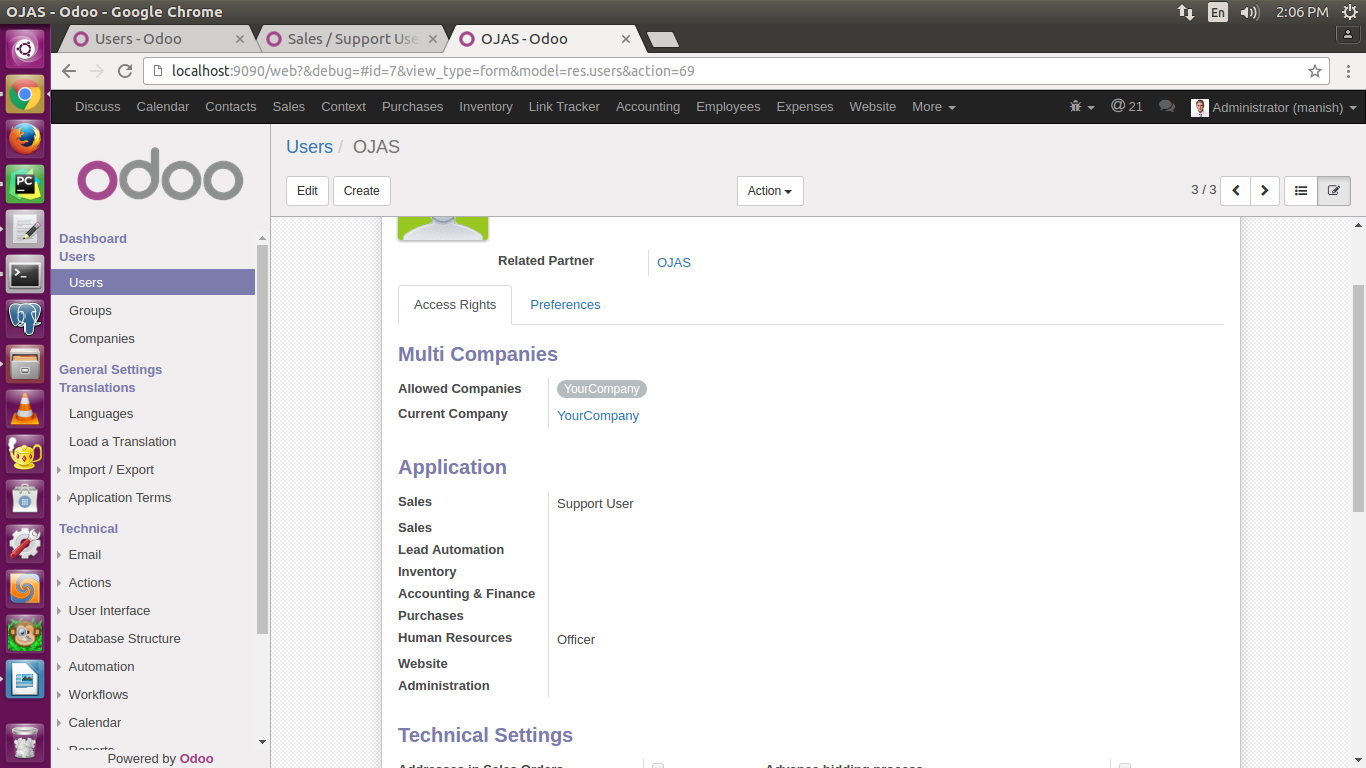 OJAS - Odoo - Google Chrome
En
2:06 PM
Users - Odoo
Sales / Support Use
OJAS - Odoo
localhost:9090/web?&debug=#id=7&view_type=form&model=res.users&action=69
Discuss Calendar Contacts Sales Context Purchases Inventory Link Tracker Accounting Employees Expenses Website More
@ 21
Administrator (manish)
odoo
Users / OJAS
Edit Create
Action
3 / 3
Dashboard
Users
Users
Groups
Companies
General Settings
Translations
Languages
Load a Translation
Import / Export
Application Terms
Technical
Email
Actions
User Interface
Database Structure
Automation
Workflows
Calendar
Reports
Powered by Odoo
Related Partner OJAS
Access Rights Preferences
Multi Companies
Allowed Companies YourCompany
Current Company YourCompany
Application
Sales Support User
Sales
Lead Automation
Inventory
Accounting & Finance
Purchases
Human Resources Officer
Website
Administration
Technical Settings
Addresses in Sales Orders Advance bidding process
PC